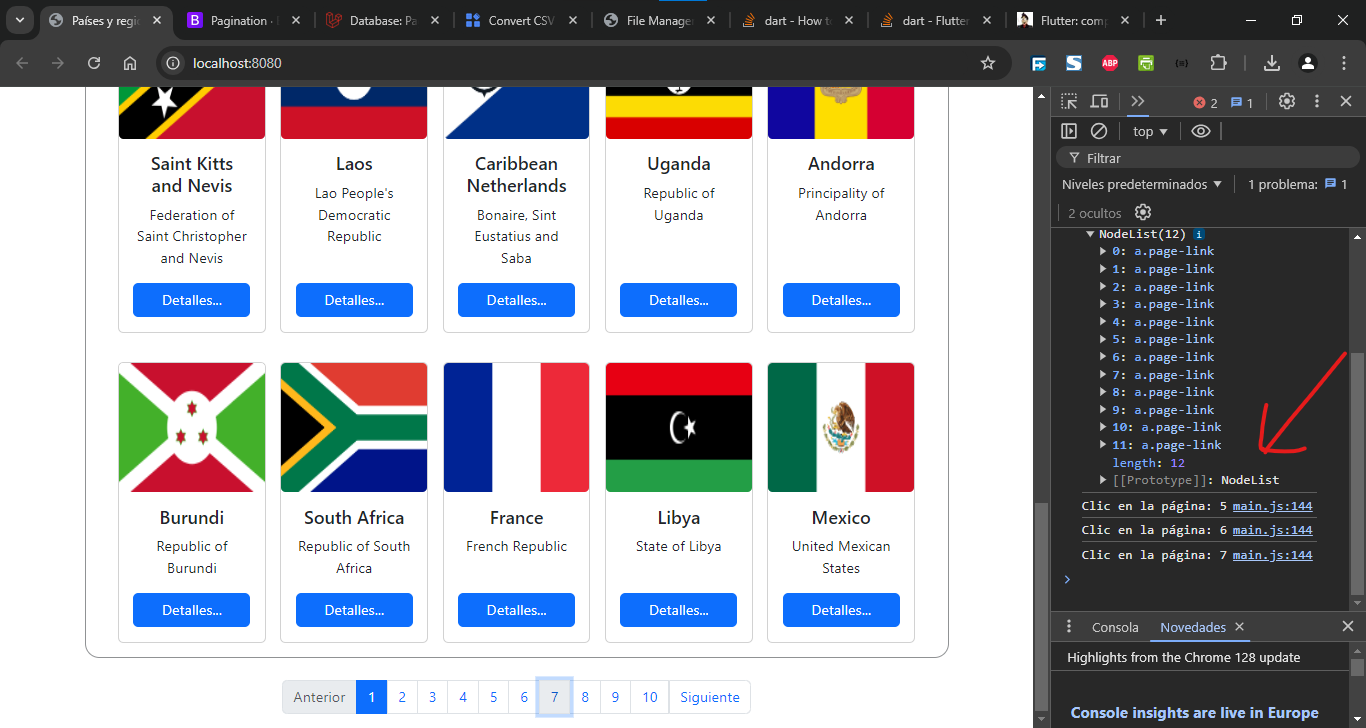 Países y regio
Pagination ·
Database: Pa
Convert CSV
File Manage
dart - How to
dart - Flutter
Flutter: comp
localhost:8080
ABP
top
2
1
Filtrar
Niveles predeterminados
1 problema:
1
2 ocultos
NodeList(12)
0: a.page-link
1: a.page-link
2: a.page-link
3: a.page-link
4: a.page-link
5: a.page-link
6: a.page-link
7: a.page-link
8: a.page-link
9: a.page-link
10: a.page-link
11: a.page-link
length: 12
[[Prototype]]: NodeList
Clic en la página: 5 main.js:144
Clic en la página: 6 main.js:144
Clic en la página: 7 main.js:144
Consola
Novedades
Highlights from the Chrome 128 update
Console insights are live in Europe
Saint Kitts
and Nevis
Federation of
Saint Christopher
and Nevis
Detalles...
Laos
Lao People's
Democratic
Republic
Detalles...
Caribbean
Netherlands
Bonaire, Sint
Eustatius and
Saba
Detalles...
Uganda
Republic of
Uganda
Detalles...
Andorra
Principality of
Andorra
Detalles...
Burundi
Republic of
Burundi
Detalles...
South Africa
Republic of South
Africa
Detalles...
France
French Republic
Detalles...
Libya
State of Libya
Detalles...
Mexico
United Mexican
States
Detalles...
Anterior 1 2 3 4 5 6 7 8 9 10 Siguiente